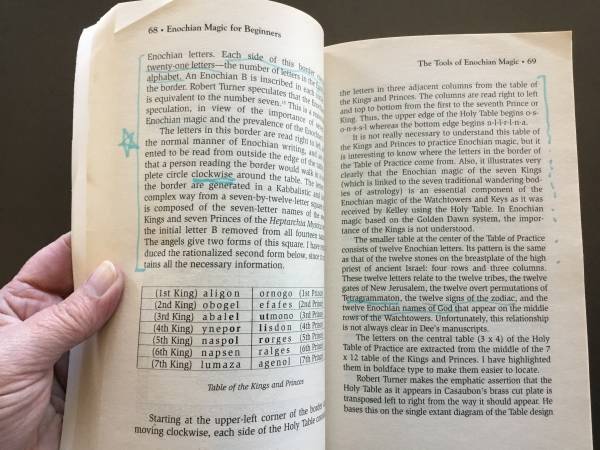 68 • Enochian Magic for Beginners
Enochian letters. Each side of this border
twenty-one letters—the number of letters in the
alphabet. An Enochian B is inscribed in each
the border. Robert Turner speculates that the
is equivalent to the number seven. This is a
speculation, in view of the importance of
Enochian magic and the prevalence of the
The letters in this border are read right to left
the normal manner of Enochian writing, and
ented to be read from outside the edge of the
that a person reading the border would walk in
plete circle clockwise around the table. The
the border are generated in a Kabbalistic and
complex way from a seven-by-twelve-letter square
is composed of the seven-letter names of the
Kings and seven Princes of the Heptarchia
the initial letter B removed from all fourteen
The angels give two forms of this square. I have
duced the rationalized second form below, since
tains all the necessary information.
(1st King) aligon ornogo (1st
(2nd King) obogel efafes (2nd
(3rd King) abalel utmono (3rd
(4th King) ynepor lisdon (4th
(5th King) naspol rorges (5th
(6th King) napsen ralges (6th
(7th King) lumaza agenol (7th
Table of the Kings and Princes
Starting at the upper-left corner of the border
moving clockwise, each side of the Holy Table
The Tools of Enochian Magic • 69
the letters in three adjacent columns from the table of
the Kings and Princes. The columns are read right to left
and top to bottom from the first to the seventh Prince or
King. Thus, the upper edge of the Holy Table begins o-s-
o-n-s-s-l whereas the bottom edge begins n-l-l-r-l-n-a.
It is not really necessary to understand this table of
the Kings and Princes to practice Enochian magic, but it
is interesting to know where the letters in the border of
the Table of Practice come from. Also, it illustrates very
clearly that the Enochian magic of the seven Kings
(which is linked to the seven traditional wandering bod-
ies of astrology) is an essential component of the
Enochian magic of the Watchtowers and Keys as it was
received by Kelley using the Holy Table. In Enochian
magic based on the Golden Dawn system, the impor-
tance of the Kings is not understood.
The smaller table at the center of the Table of Practice
consists of twelve Enochian letters. Its pattern is the same
as that of the twelve stones on the breastplate of the high
priest of ancient Israel: four rows and three columns.
These twelve letters relate to the twelve tribes, the twelve
gates of New Jerusalem, the twelve overt permutations of
Tetragrammaton, the twelve signs of the zodiac, and the
twelve Enochian names of God that appear on the middle
rows of the Watchtowers. Unfortunately, this relationship
is not always clear in Dee's manuscripts.
The letters on the central table (3 x 4) of the Holy
Table of Practice are extracted from the middle of the 7
x 12 table of the Kings and Princes. I have highlighted
them in boldface type to make them easier to locate.
Robert Turner makes the emphatic assertion that the
Holy Table as it appears in Casaubon's brass cut plate is
transposed left to right from the way it should appear. He
bases this on the single extant diagram of the Table design